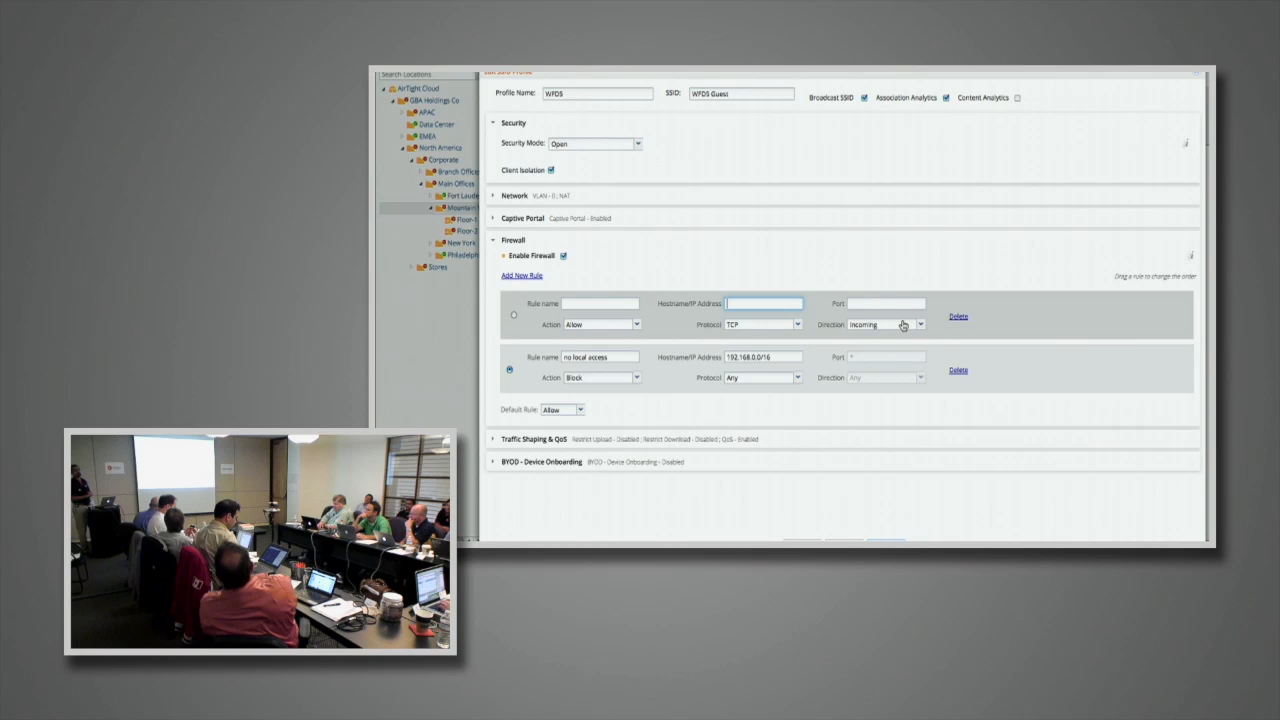 Search Locations
AirTight Cloud
GBA Holdings Co
APAC
Data Center
EMEA
North America
Corporate
Branch Offices
Main Offices
Fort Laude
Mountain
Floor-1
Floor-2
New York
Philadelph
Stores
Profile Name: WFDS SSID: WFDS Guest Broadcast SSID Association Analytics Content Analytics
Security
Security Mode: Open
Client Isolation
Network VLAN - 0 ; NAT
Captive Portal Captive Portal - Enabled
Firewall
Enable Firewall
Add New Rule Drag a rule to change the order
Rule name Hostname/IP Address Port
Action Allow Protocol TCP Direction Incoming Delete
Rule name no local access Hostname/IP Address 192.168.0.0/16 Port *
Action Block Protocol Any Direction Any Delete
Default Rule: Allow
Traffic Shaping & QoS Restrict Upload - Disabled ; Restrict Download - Disabled ; QoS - Enabled
BYOD - Device Onboarding BYOD - Device Onboarding - Disabled